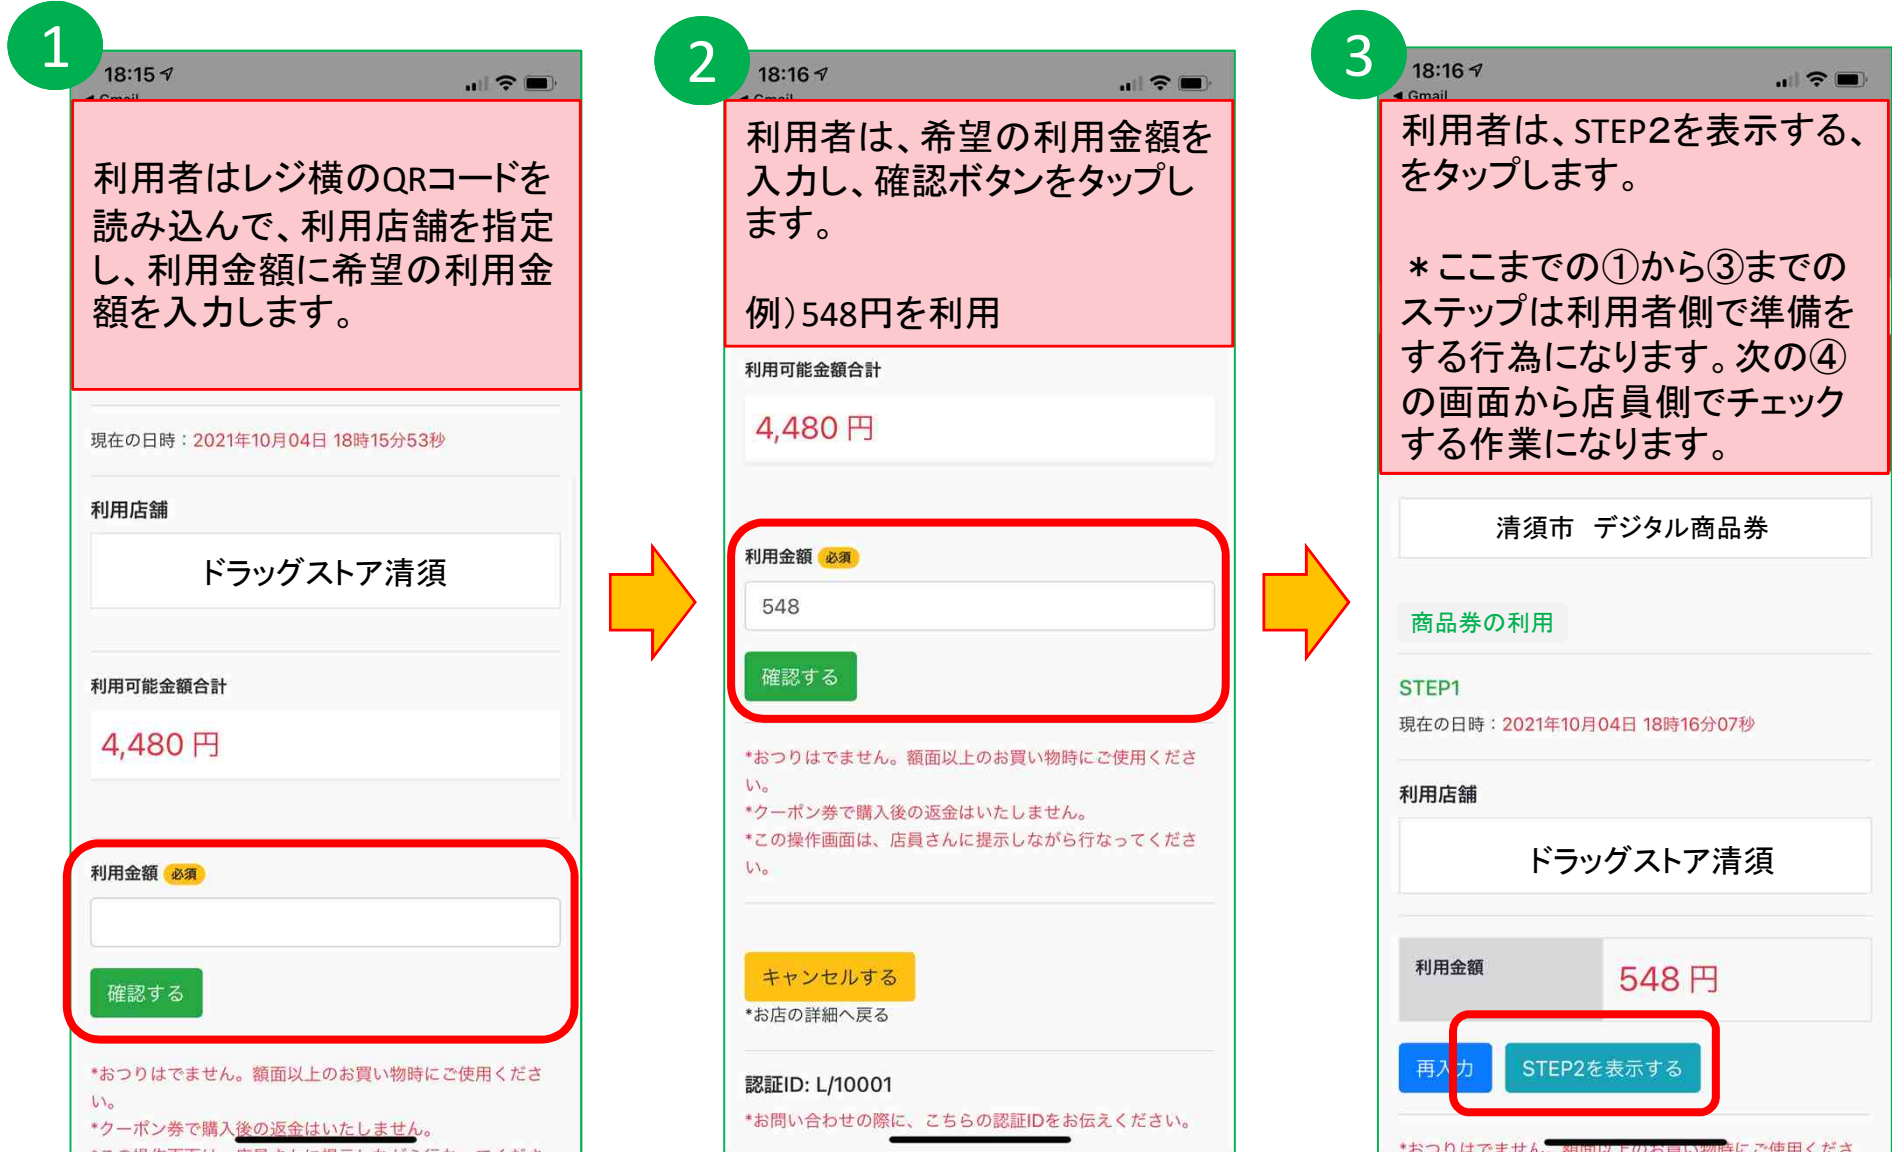 1
18:15
利用者はレジ横のQRコードを
読み込んで、利用店舗を指定
し、利用金額に希望の利用金
額を入力します。
現在の日時：2021年10月04日 18時15分53秒
利用店舗
ドラッグストア清須
利用可能金額合計
4,480 円
利用金額 必須
確認する
*おつりはでません。額面以上のお買い物時にご使用くださ
い。
*クーポン券で購入後の返金はいたしません。
2
18:16
利用者は、希望の利用金額を
入力し、確認ボタンをタップし
ます。
例）548円を利用
利用可能金額合計
4,480 円
利用金額 必須
548
確認する
*おつりはでません。額面以上のお買い物時にご使用くださ
い。
*クーポン券で購入後の返金はいたしません。
*この操作画面は、店員さんに提示しながら行なってくださ
い。
キャンセルする
*お店の詳細へ戻る
認証ID: L/10001
*お問い合わせの際に、こちらの認証IDをお伝えください。
3
18:16
◀ Gmail
利用者は、STEP2を表示する、
をタップします。
＊ここまでの①から③までの
ステップは利用者側で準備を
する行為になります。次の④
の画面から店員側でチェック
する作業になります。
清須市　デジタル商品券
商品券の利用
STEP1
現在の日時：2021年10月04日 18時16分07秒
利用店舗
ドラッグストア清須
利用金額 548 円
再入力 STEP2を表示する
*おつりはでません。額面以上のお買い物時にご使用くださ